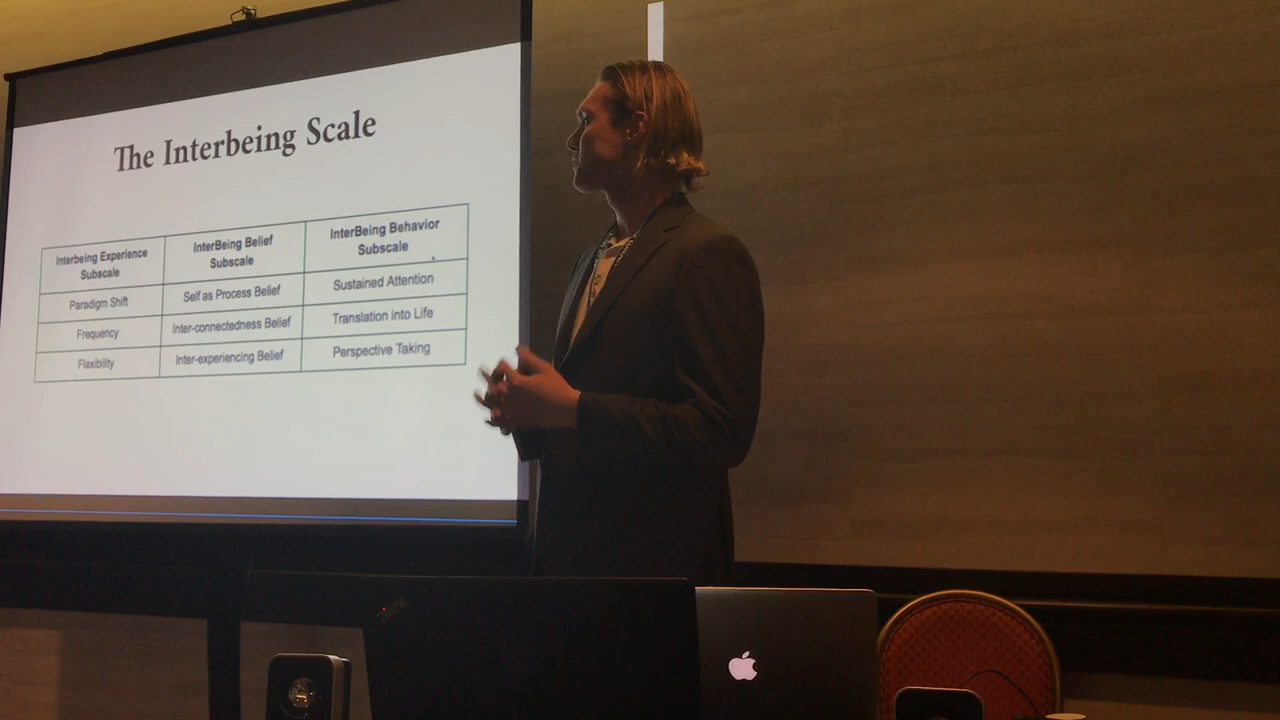 The Interbeing Scale
Interbeing Experience
Subscale
InterBeing Belief
Subscale
InterBeing Behavior
Subscale
Paradigm Shift
Self as Process Belief
Sustained Attention
Frequency
Inter-connectedness Belief
Translation into Life
Flexibility
Inter-experiencing Belief
Perspective Taking